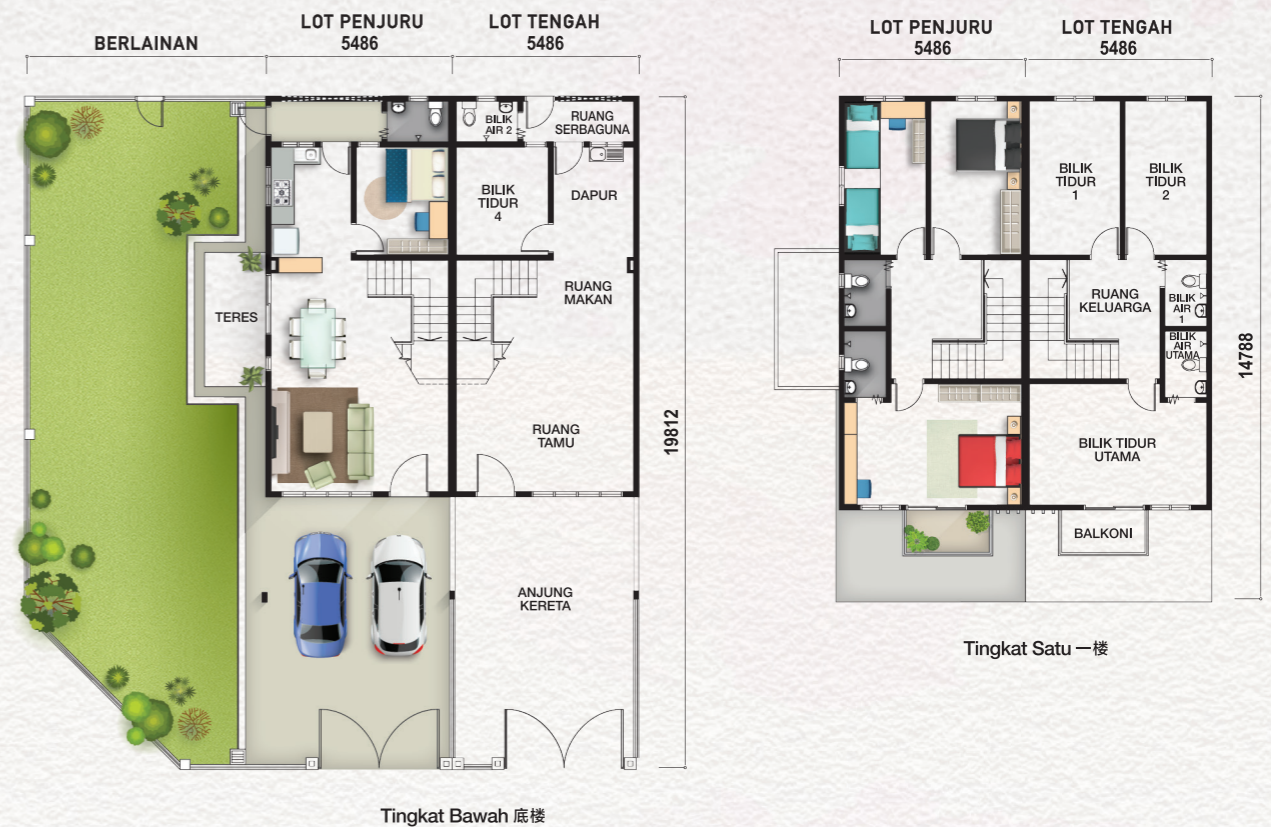 BERLAINAN
LOT PENJURU
5486
LOT TENGAH
5486
BILIK
AIR 2
RUANG
SERBAGUNA
BILIK
TIDUR
4
DAPUR
RUANG
MAKAN
TERES
RUANG
TAMU
ANJUNG
KERETA
19812
Tingkat Bawah 底楼
LOT PENJURU
5486
LOT TENGAH
5486
BILIK
TIDUR
1
BILIK
TIDUR
2
RUANG
KELUARGA
BILIK
AIR
1
BILIK
AIR
UTAMA
BILIK TIDUR
UTAMA
BALKONI
14788
Tingkat Satu 一楼